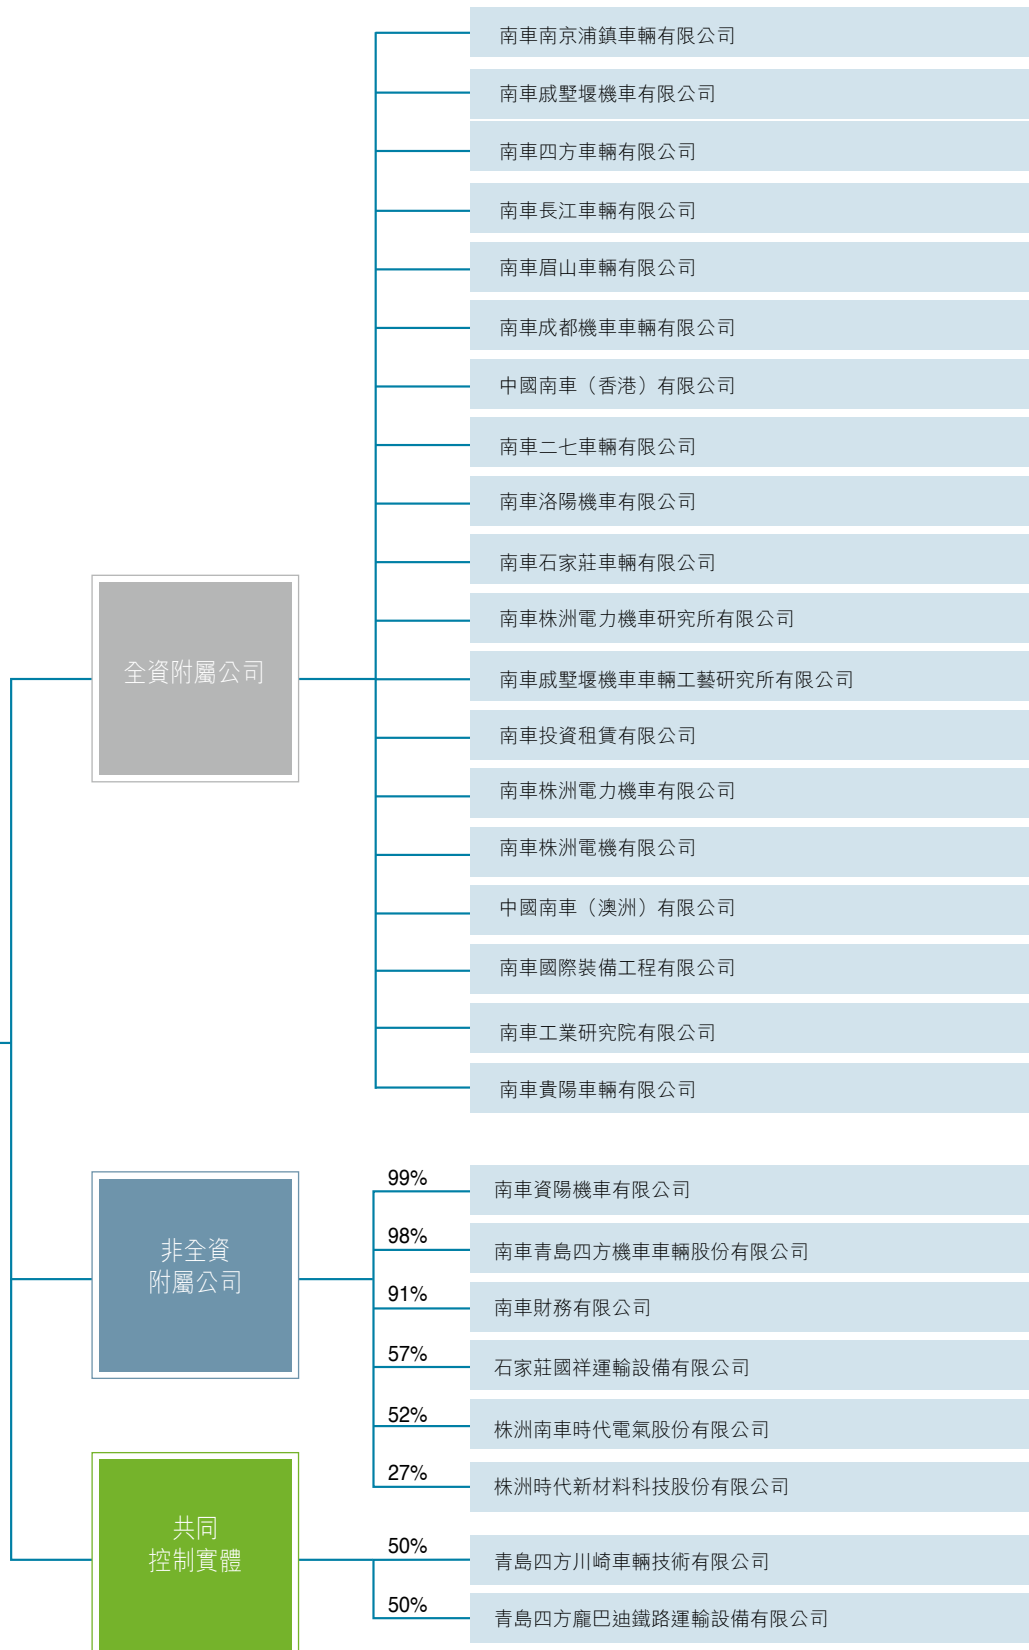 南車南京浦鎮車輛有限公司
南車戚墅堰機車有限公司
南車四方車輛有限公司
南車長江車輛有限公司
南車眉山車輛有限公司
南車成都機車車輛有限公司
中國南車（香港）有限公司
南車二七車輛有限公司
南車洛陽機車有限公司
南車石家莊車輛有限公司
南車株洲電力機車研究所有限公司
全資附屬公司
南車戚墅堰機車車輛工藝研究所有限公司
南車投資租賃有限公司
南車株洲電力機車有限公司
南車株洲電機有限公司
中國南車（澳洲）有限公司
南車國際裝備工程有限公司
南車工業研究院有限公司
南車貴陽車輛有限公司
非全資
附屬公司
99%
南車資陽機車有限公司
98%
南車青島四方機車車輛股份有限公司
91%
南車財務有限公司
57%
石家莊國祥運輸設備有限公司
52%
株洲南車時代電氣股份有限公司
27%
株洲時代新材料科技股份有限公司
共同
控制實體
50%
青島四方川崎車輛技術有限公司
50%
青島四方龐巴迪鐵路運輸設備有限公司